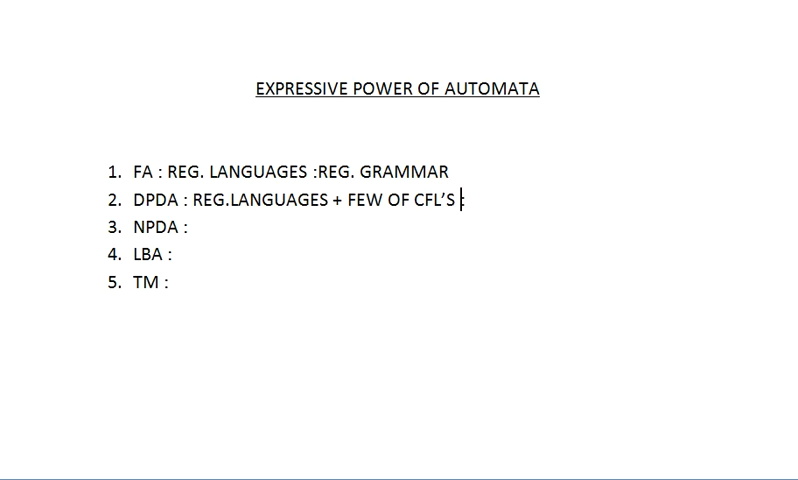 EXPRESSIVE POWER OF AUTOMATA
1. FA : REG. LANGUAGES :REG. GRAMMAR
2. DPDA : REG.LANGUAGES + FEW OF CFL’S :
3. NPDA :
4. LBA :
5. TM :